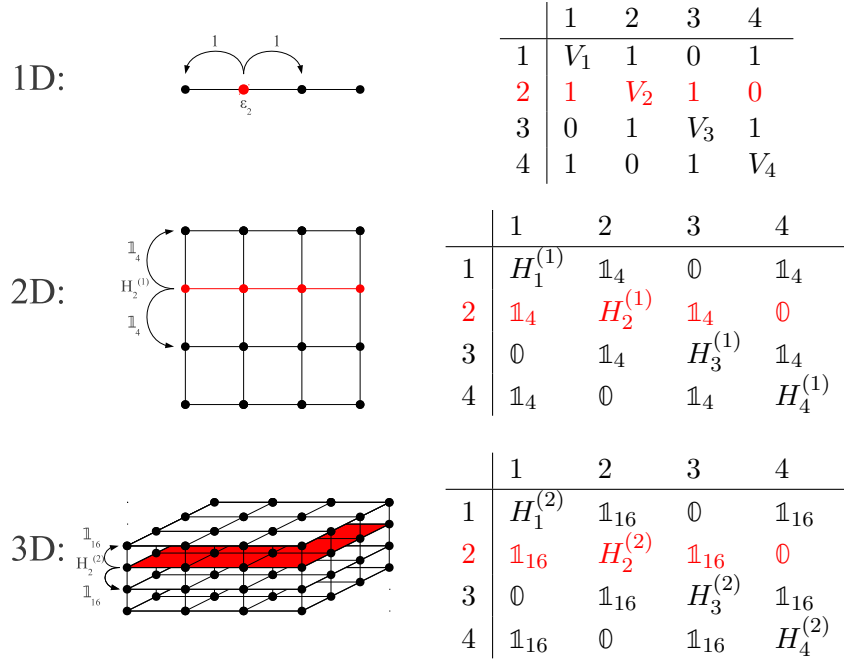 1D:
1 1
ε₂
1 2 3 4
1 V₁ 1 0 1
2 1 V₂ 1 0
3 0 1 V₃ 1
4 1 0 1 V₄
2D:
𝟙₄
H₂⁽¹⁾
𝟙₄
1 2 3 4
1 H₁⁽¹⁾ 𝟙₄ 𝟘 𝟙₄
2 𝟙₄ H₂⁽¹⁾ 𝟙₄ 𝟘
3 𝟘 𝟙₄ H₃⁽¹⁾ 𝟙₄
4 𝟙₄ 𝟘 𝟙₄ H₄⁽¹⁾
3D:
𝟙₁₆
H₂⁽²⁾
𝟙₁₆
1 2 3 4
1 H₁⁽²⁾ 𝟙₁₆ 𝟘 𝟙₁₆
2 𝟙₁₆ H₂⁽²⁾ 𝟙₁₆ 𝟘
3 𝟘 𝟙₁₆ H₃⁽²⁾ 𝟙₁₆
4 𝟙₁₆ 𝟘 𝟙₁₆ H₄⁽²⁾